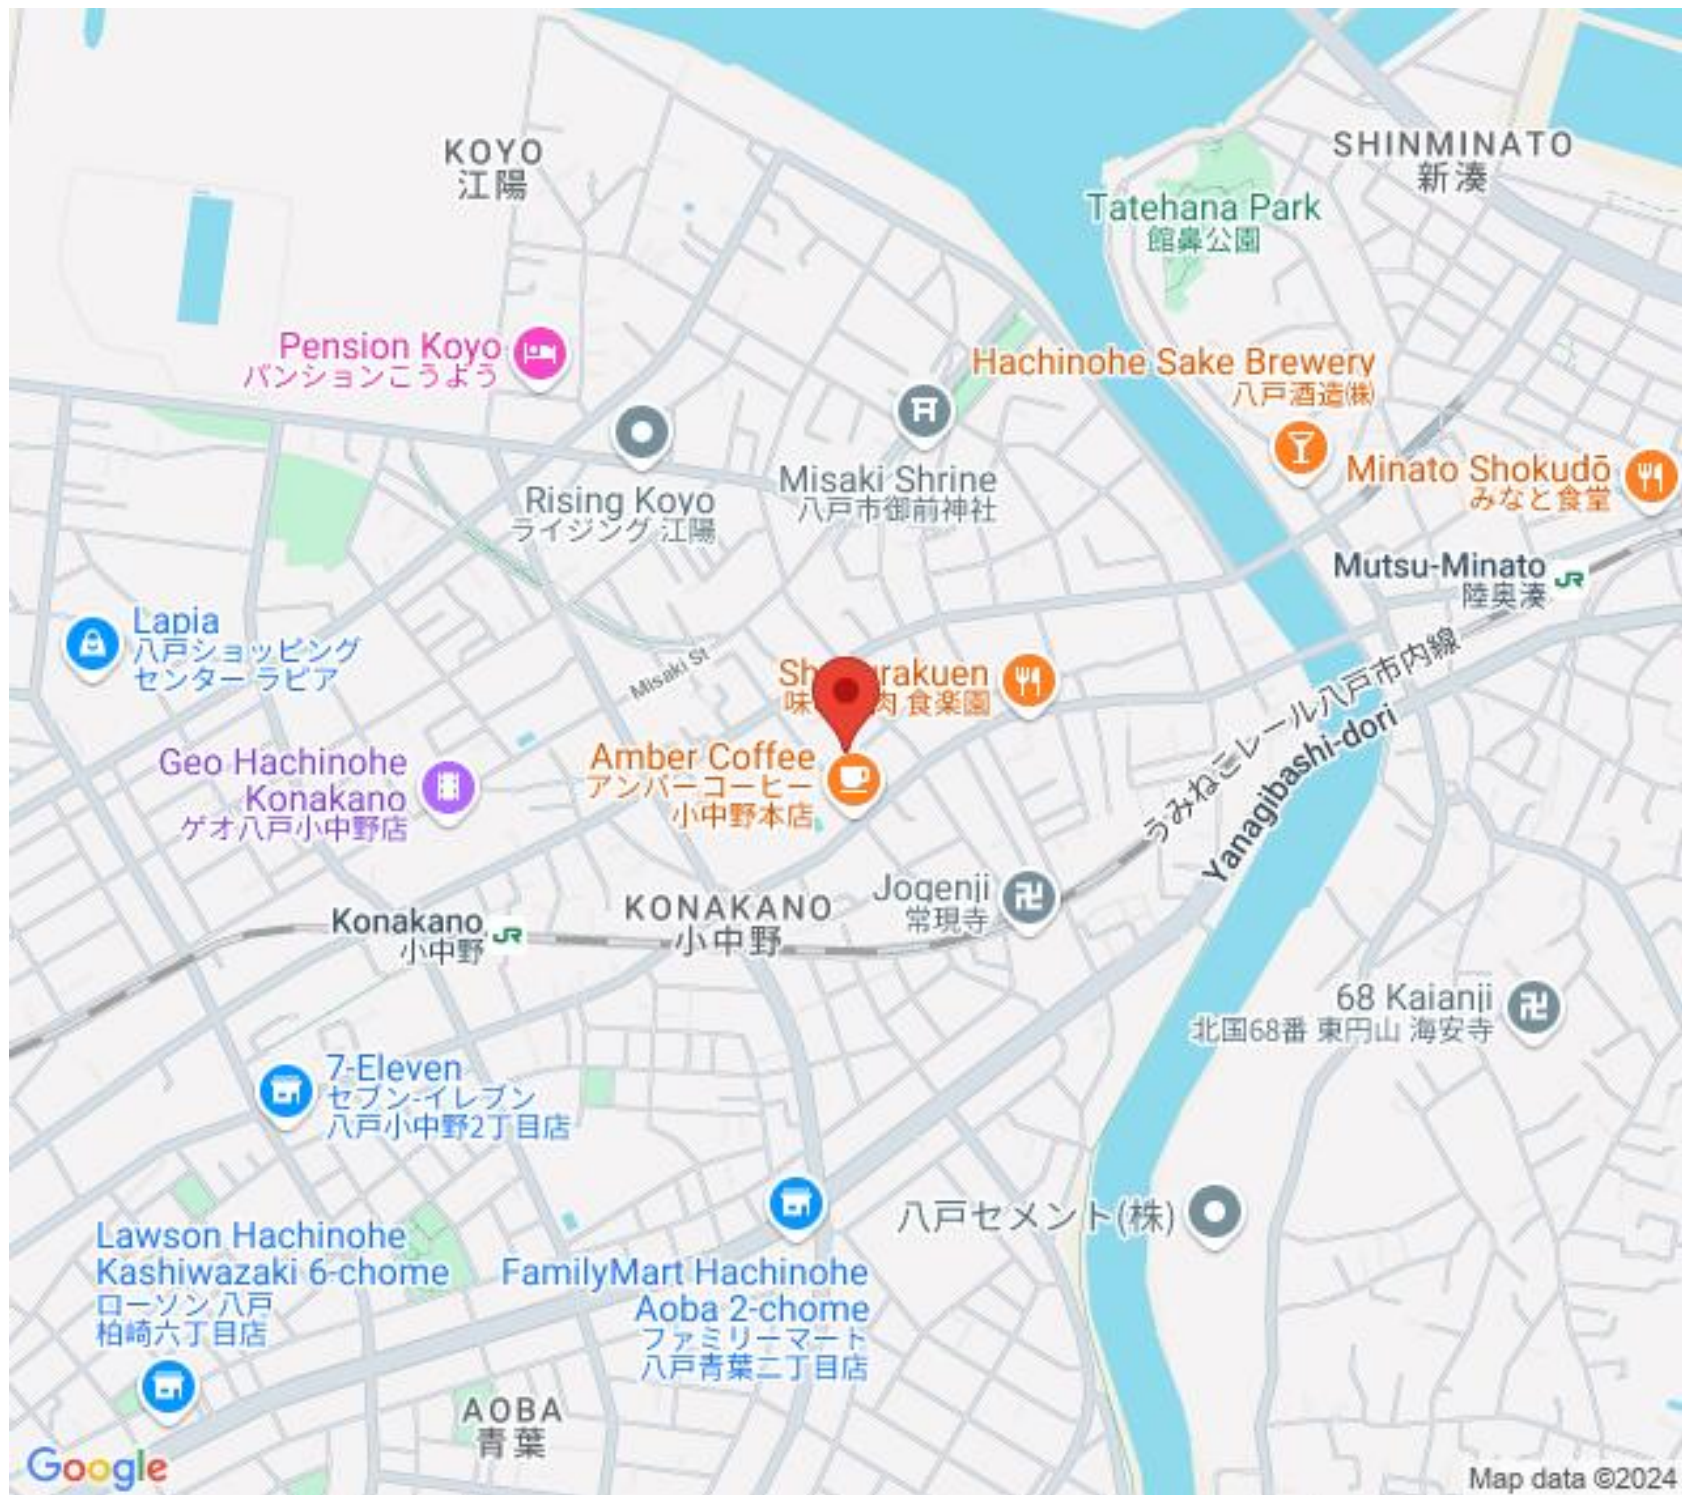 KOYO
江陽
SHINMINATO
新湊
Tatehana Park
館鼻公園
Pension Koyo
パンションこうよう
Hachinohe Sake Brewery
八戸酒造㈱
Misaki Shrine
八戸市御前神社
Minato Shokudō
みなと食堂
Rising Koyo
ライジング 江陽
Mutsu-Minato
陸奥湊
JR
Lapia
八戸ショッピング
センター ラピア
Misaki St
Sh
rakuen
味
肉 食楽園
うみねこレール八戸市内線
Yanagibashi-dori
Amber Coffee
アンバー コーヒー
小中野本店
Geo Hachinohe
Konakano
ゲオ八戸小中野店
Jogenji
常現寺
KONAKANO
小中野
Konakano
小中野
JR
68 Kaianji
北国68番 東円山 海安寺
7-Eleven
セブン-イレブン
八戸小中野2丁目店
八戸セメント(株)
Lawson Hachinohe
Kashiwazaki 6-chome
ローソン 八戸
柏崎六丁目店
FamilyMart Hachinohe
Aoba 2-chome
ファミリーマート
八戸青葉二丁目店
AOBA
青葉
Google
Map data ©2024